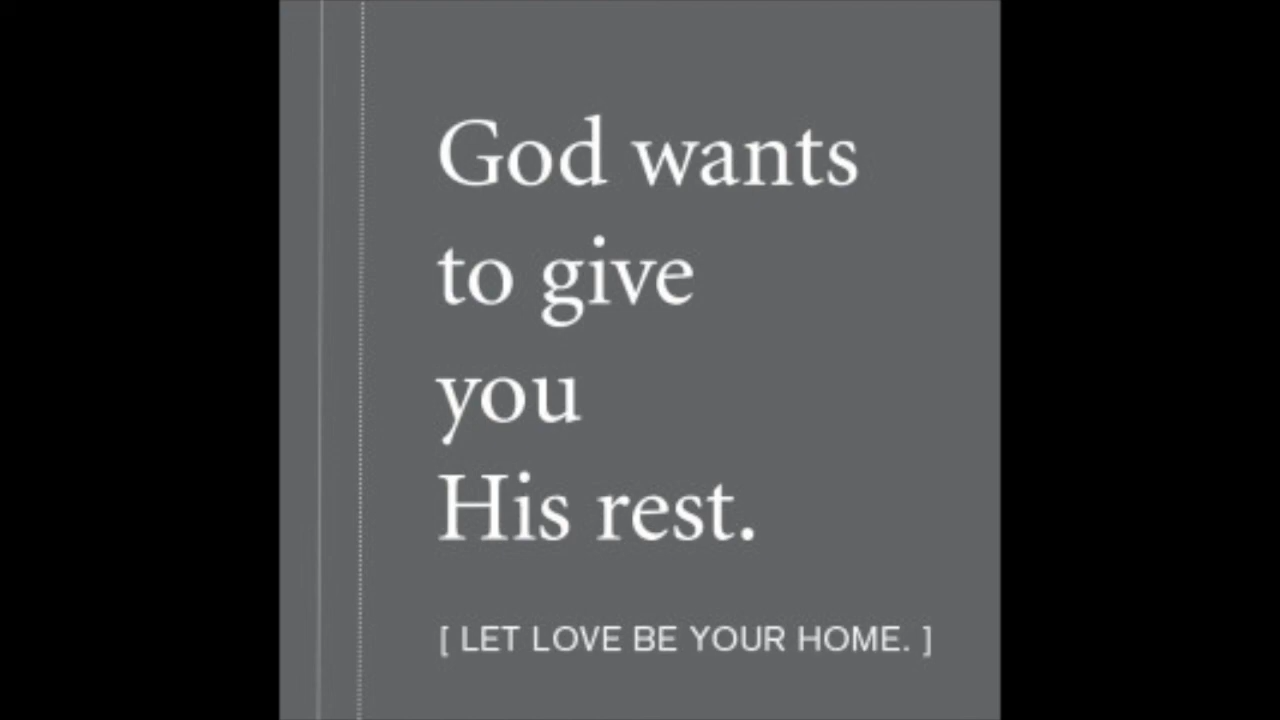 God wants
to give
you
His rest.
[ LET LOVE BE YOUR HOME. ]